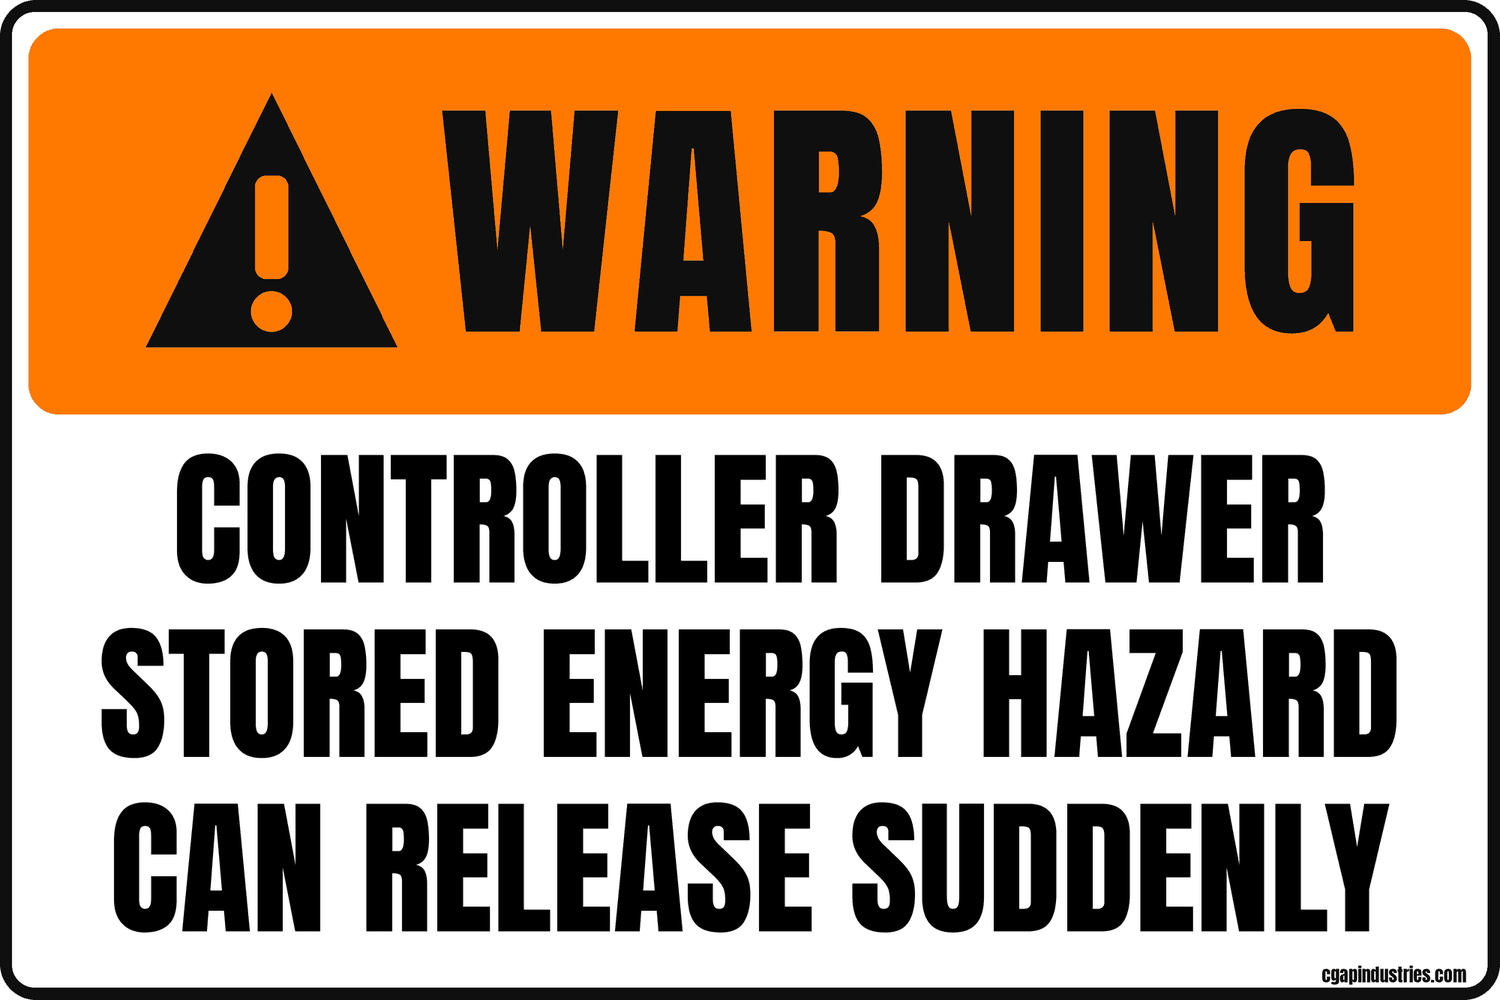 WARNING
CONTROLLER DRAWER
STORED ENERGY HAZARD
CAN RELEASE SUDDENLY
cgapindustries.com